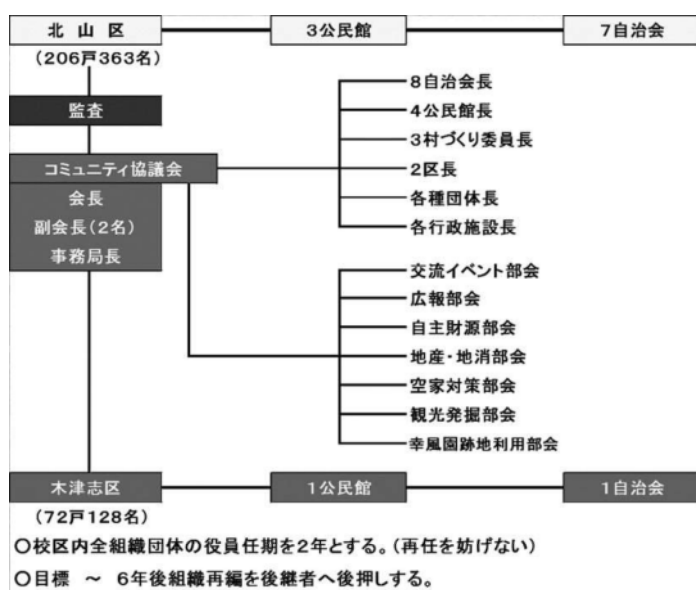 北山区 3公民館 7自治会
(206戸363名)
監査
コミュニティ協議会
会長
副会長(2名)
事務局長
8自治会長
4公民館長
3村づくり委員長
2区長
各種団体長
各行政施設長
交流イベント部会
広報部会
自主財源部会
地産・地消部会
空家対策部会
観光発掘部会
幸風園跡地利用部会
木津志区 1公民館 1自治会
(72戸128名)
○校区内全組織団体の役員任期を2年とする。(再任を妨げない)
○目標 ～ 6年後組織再編を後継者へ後押しする。